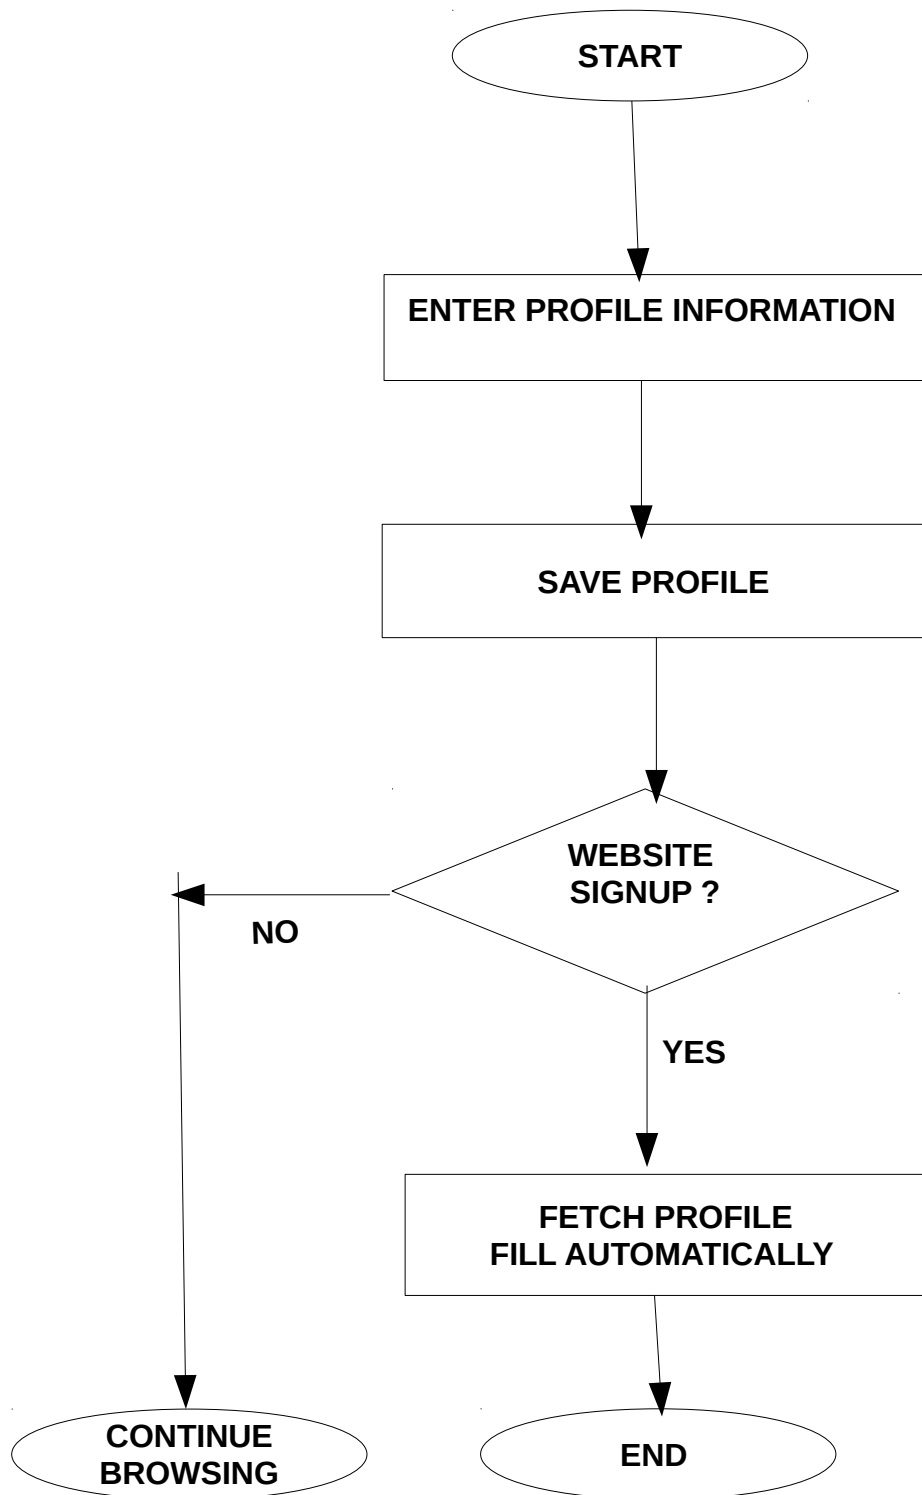 START
ENTER PROFILE INFORMATION
SAVE PROFILE
WEBSITE
SIGNUP ?
NO
YES
FETCH PROFILE
FILL AUTOMATICALLY
CONTINUE
BROWSING
END